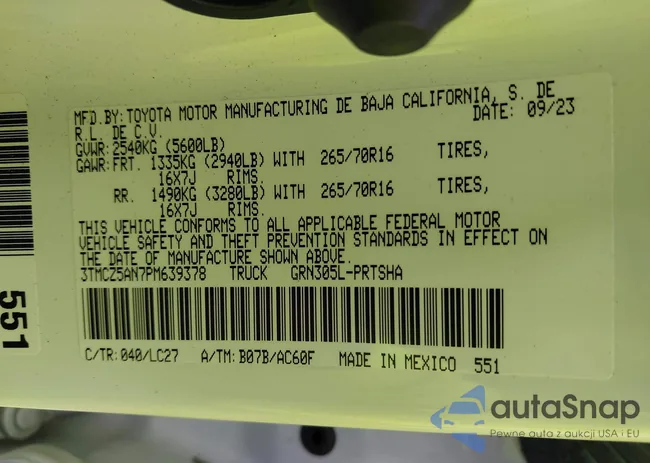 MFD.BY:TOYOTA MOTOR MANUFACTURING DE BAJA CALIFORNIA, S. DE
R.L. DE C.V. DATE: 09/23
GVWR:2540KG (5600LB)
GAWR:FRT. 1335KG (2940LB) WITH 265/70R16 TIRES,
16X7J RIMS.
RR. 1490KG (3280LB) WITH 265/70R16 TIRES,
16X7J RIMS.
THIS VEHICLE CONFORMS TO ALL APPLICABLE FEDERAL MOTOR
VEHICLE SAFETY AND THEFT PREVENTION STANDARDS IN EFFECT ON
THE DATE OF MANUFACTURE SHOWN ABOVE.
3TMCZ5AN7PM639378 TRUCK GRN305L-PRTSHA
C/TR: 040/LC27 A/TM: B07B/AC60F MADE IN MEXICO 551
551
autaSnap
Pewne auta z aukcji USA i EU